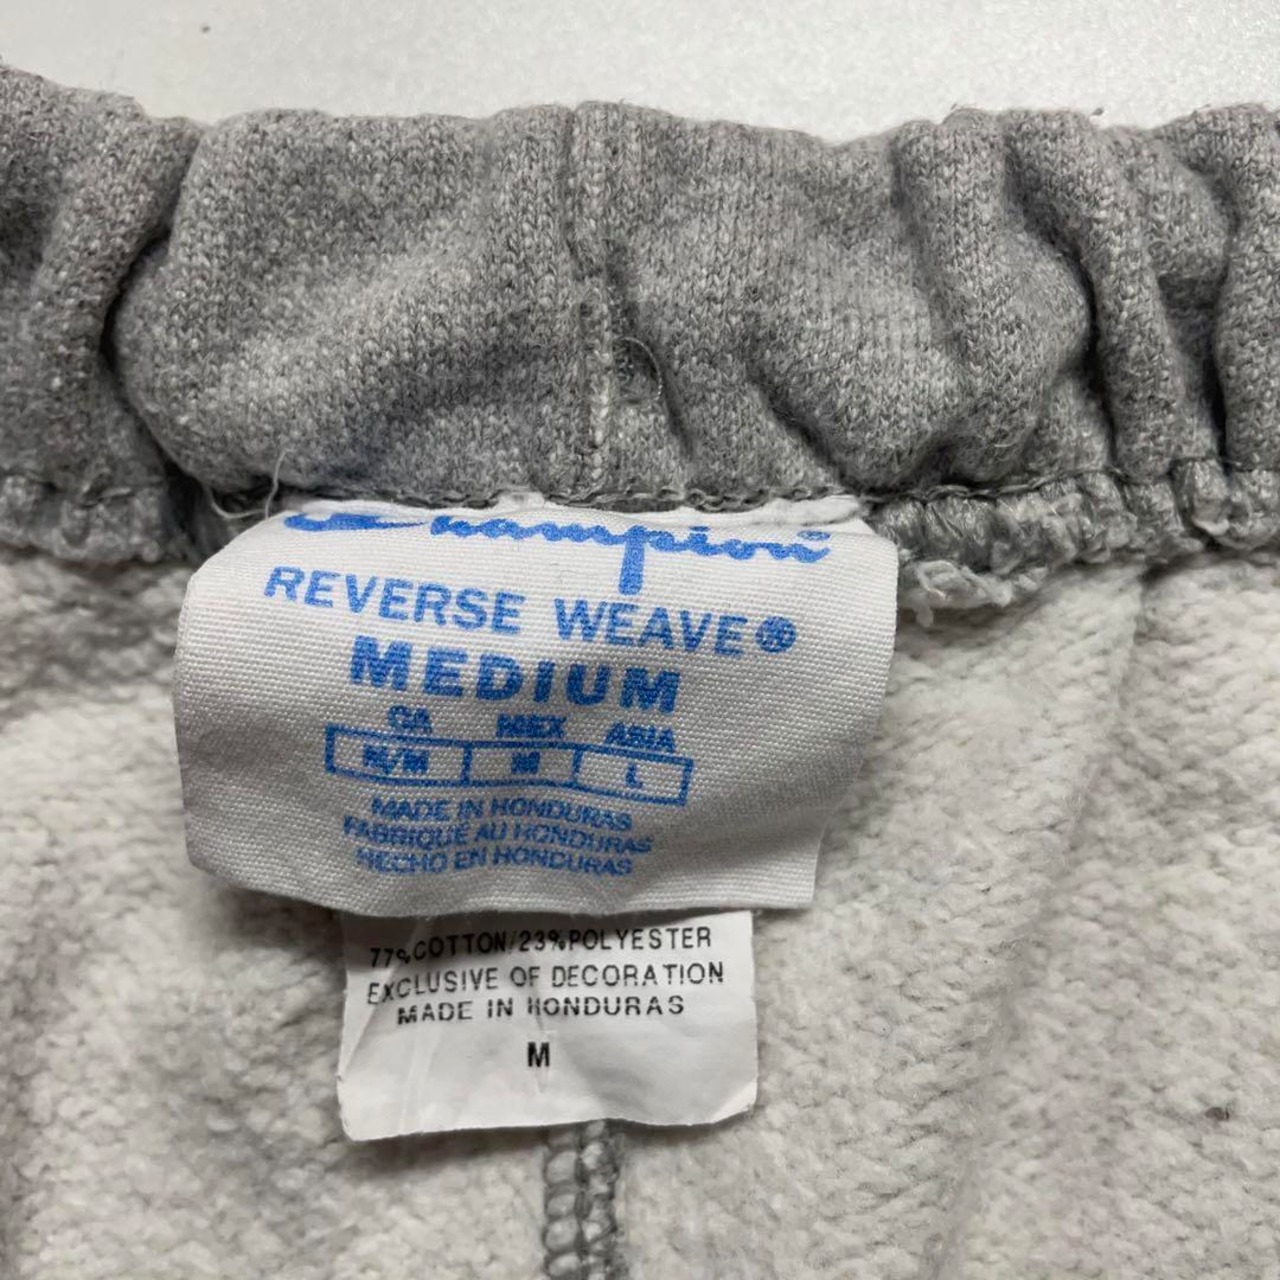 Champion®
REVERSE WEAVE®
MEDIUM
CA MEX ASIA
M/M M L
MADE IN HONDURAS
FABRIQUÉ AU HONDURAS
HECHO EN HONDURAS
77% COTTON/23% POLYESTER
EXCLUSIVE OF DECORATION
MADE IN HONDURAS
M